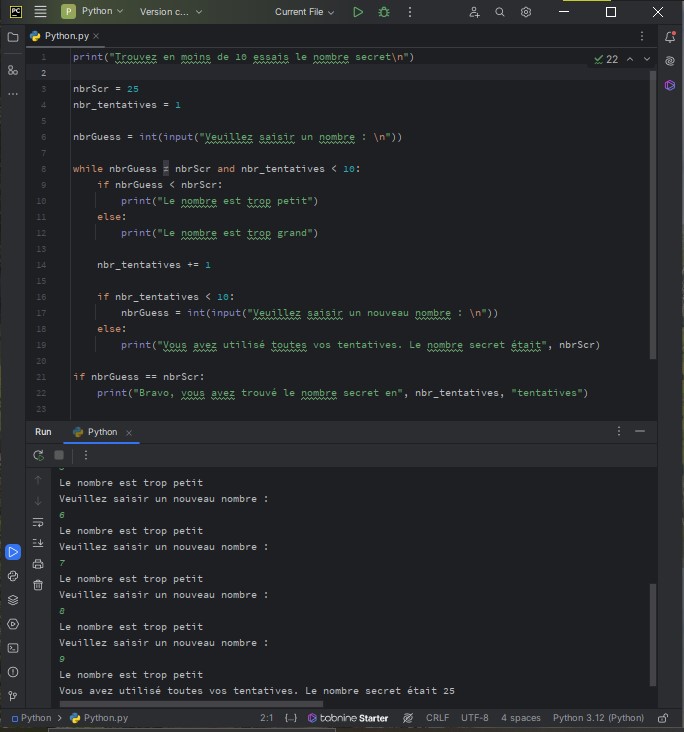 PC Python Version c... Current File
Python.py
22
1 print("Trouvez en moins de 10 essais le nombre secret\n")
2
3 nbrScr = 25
4 nbr_tentatives = 1
5
6 nbrGuess = int(input("Veuillez saisir un nombre : \n"))
7
8 while nbrGuess nbrScr and nbr_tentatives < 10:
9 if nbrGuess < nbrScr:
10 print("Le nombre est trop petit")
11 else:
12 print("Le nombre est trop grand")
13
14 nbr_tentatives += 1
15
16 if nbr_tentatives < 10:
17 nbrGuess = int(input("Veuillez saisir un nouveau nombre : \n"))
18 else:
19 print("Vous avez utilisé toutes vos tentatives. Le nombre secret était", nbrScr)
20
21 if nbrGuess == nbrScr:
22 print("Bravo, vous avez trouvé le nombre secret en", nbr_tentatives, "tentatives")
23
Run Python
Le nombre est trop petit
Veuillez saisir un nouveau nombre :
6
Le nombre est trop petit
Veuillez saisir un nouveau nombre :
7
Le nombre est trop petit
Veuillez saisir un nouveau nombre :
8
Le nombre est trop petit
Veuillez saisir un nouveau nombre :
9
Le nombre est trop petit
Vous avez utilisé toutes vos tentatives. Le nombre secret était 25
Python > Python.py 2:1 {..} tabnine Starter CRLF UTF-8 4 spaces Python 3.12 (Python)